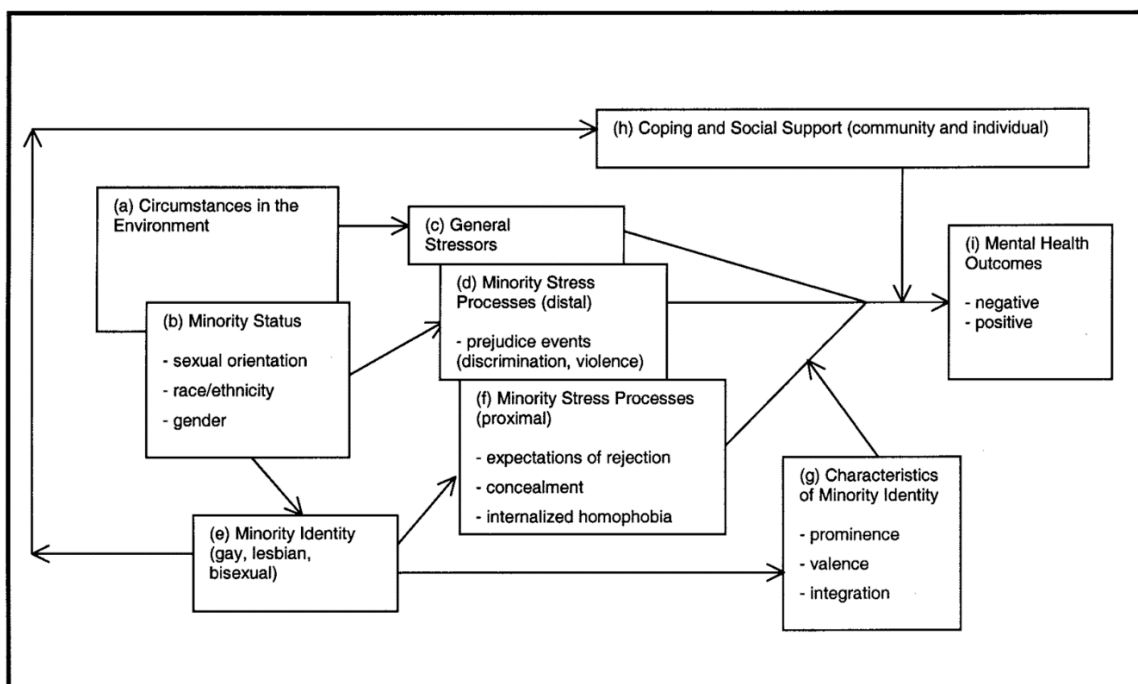 (h) Coping and Social Support (community and individual)
(a) Circumstances in the
Environment
(c) General
Stressors
(i) Mental Health
Outcomes
- negative
- positive
(d) Minority Stress
Processes (distal)
- prejudice events
(discrimination, violence)
(b) Minority Status
- sexual orientation
- race/ethnicity
- gender
(f) Minority Stress Processes
(proximal)
- expectations of rejection
- concealment
- internalized homophobia
(g) Characteristics
of Minority Identity
- prominence
- valence
- integration
(e) Minority Identity
(gay, lesbian,
bisexual)